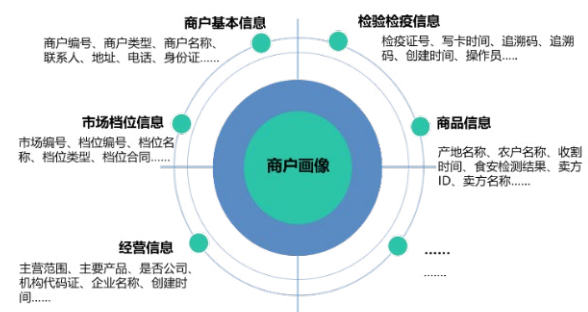 商户基本信息
商户编号、商户类型、商户名称、
联系人、地址、电话、身份证......
检验检疫信息
检疫证号、写卡时间、追溯码、追溯
码、创建时间、操作员.....
市场档位信息
市场编号、档位编号、档位名
称、档位类型、档位合同......
商户画像
商品信息
产地名称、农户名称、收割
时间、食安检测结果、卖方
ID、卖方名称......
经营信息
主营范围、主要产品、是否公司、
机构代码证、企业名称、创建时
间......
......
.......